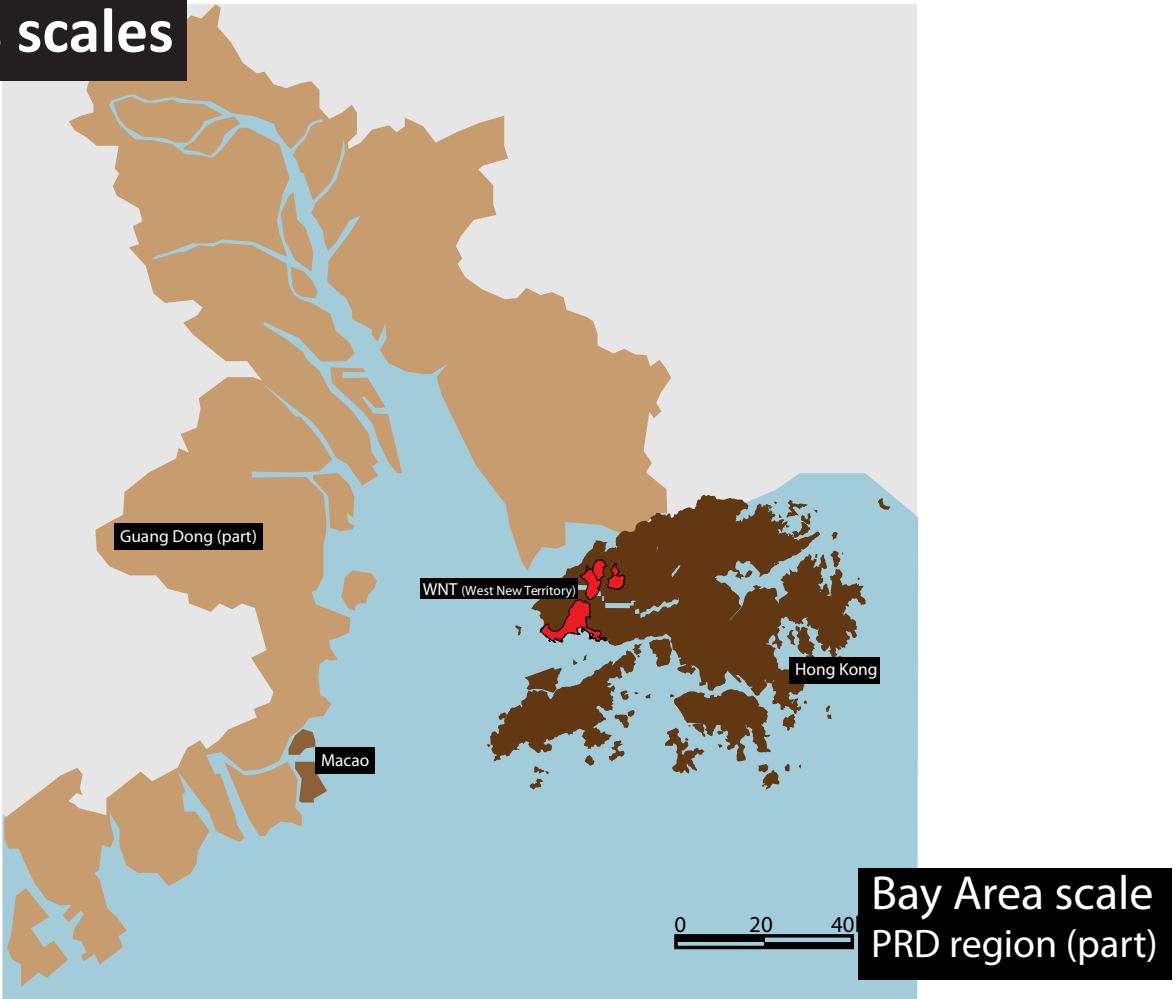 scales
Guang Dong (part)
WNT (West New Territory)
Hong Kong
Macao
0 20 40
Bay Area scale
PRD region (part)